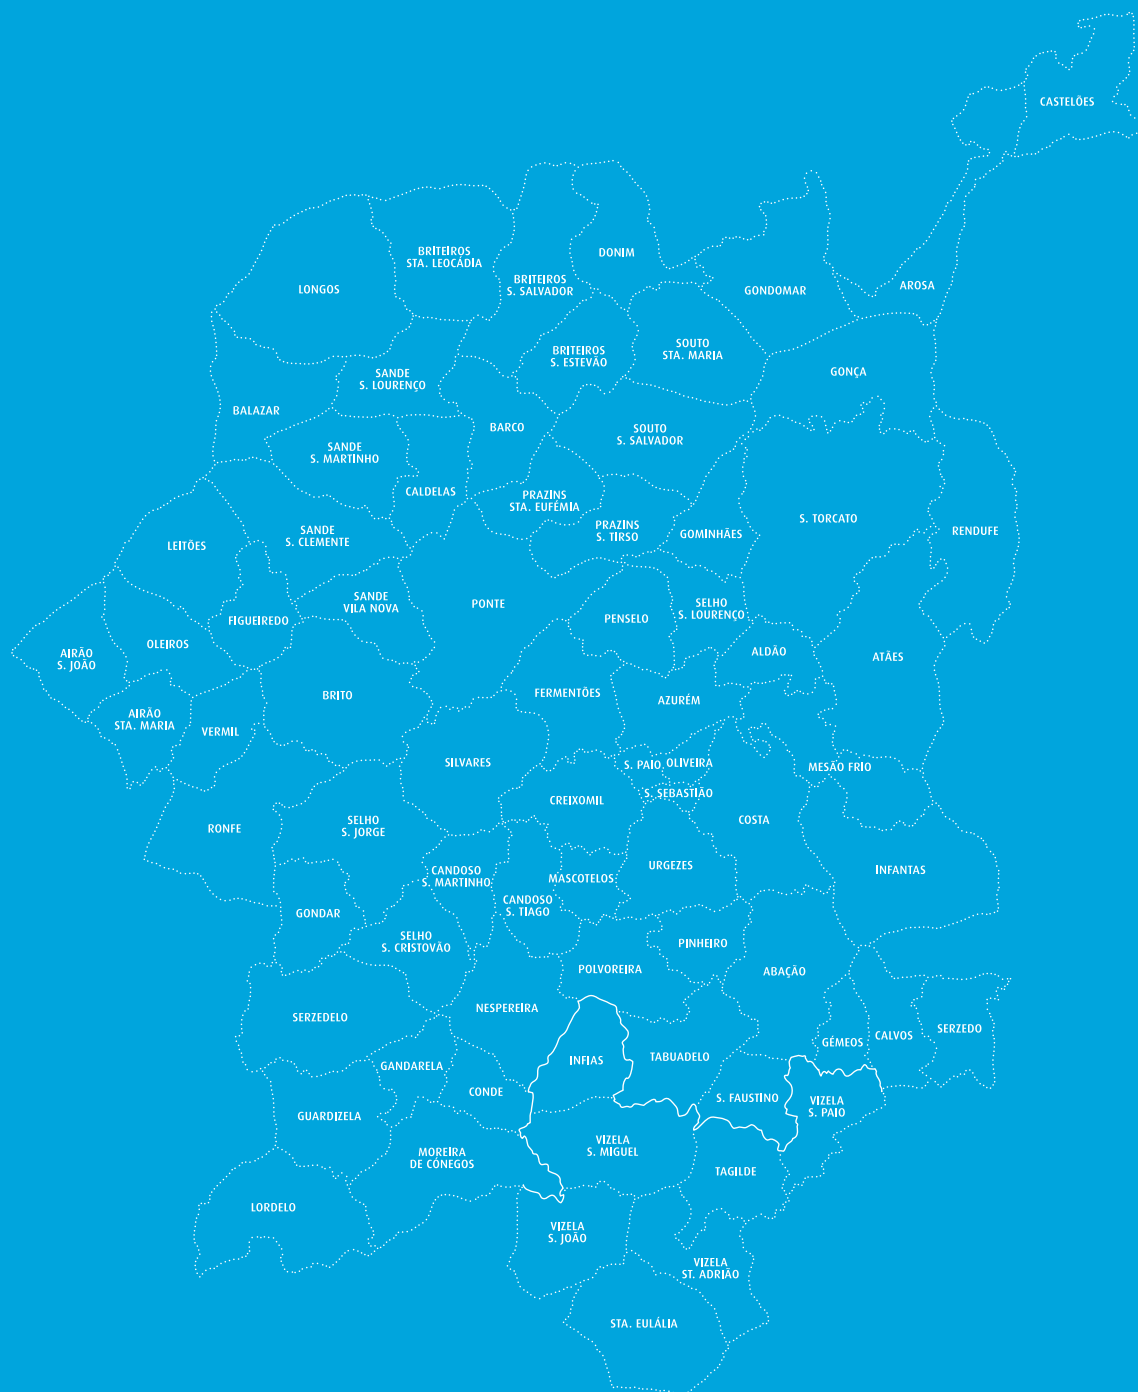 CASTELÕES
BRITEIROS
STA. LEOCÁDIA
DONIM
BRITEIROS
S. SALVADOR
LONGOS
GONDOMAR
AROSA
BRITEIROS
S. ESTEVÃO
SOUTO
STA. MARIA
SANDE
S. LOURENÇO
GONÇA
BALAZAR
BARCO
SOUTO
S. SALVADOR
SANDE
S. MARTINHO
CALDELAS
PRAZINS
STA. EUFÉMIA
S. TORCATO
PRAZINS
S. TIRSO
GOMINHÃES
RENDUFE
SANDE
S. CLEMENTE
LEITÕES
SANDE
VILA NOVA
PONTE
SELHO
S. LOURENÇO
PENSELO
FIGUEIREDO
OLEIROS
AIRÃO
S. JOÃO
ALDÃO
ATÃES
BRITO
FERMENTÕES
AZURÉM
AIRÃO
STA. MARIA
VERMIL
SILVARES
S. PAIO
OLIVEIRA
MESÃO FRIO
S. SEBASTIÃO
CREIXOMIL
COSTA
RONFE
SELHO
S. JORGE
URGEZES
INFANTAS
CANDOSO
S. MARTINHO
MASCOTELOS
CANDOSO
S. TIAGO
GONDAR
SELHO
S. CRISTOVÃO
PINHEIRO
POLVOREIRA
ABAÇÃO
NESPEREIRA
SERZEDELO
SERZEDO
CALVOS
GÉMEOS
INFIAS
TABUADELO
GANDARELA
CONDE
S. FAUSTINO
VIZELA
S. PAIO
GUARDIZELA
VIZELA
S. MIGUEL
MOREIRA
DE CÓNEGOS
TAGILDE
LORDELO
VIZELA
S. JOÃO
VIZELA
ST. ADRIÃO
STA. EULÁLIA